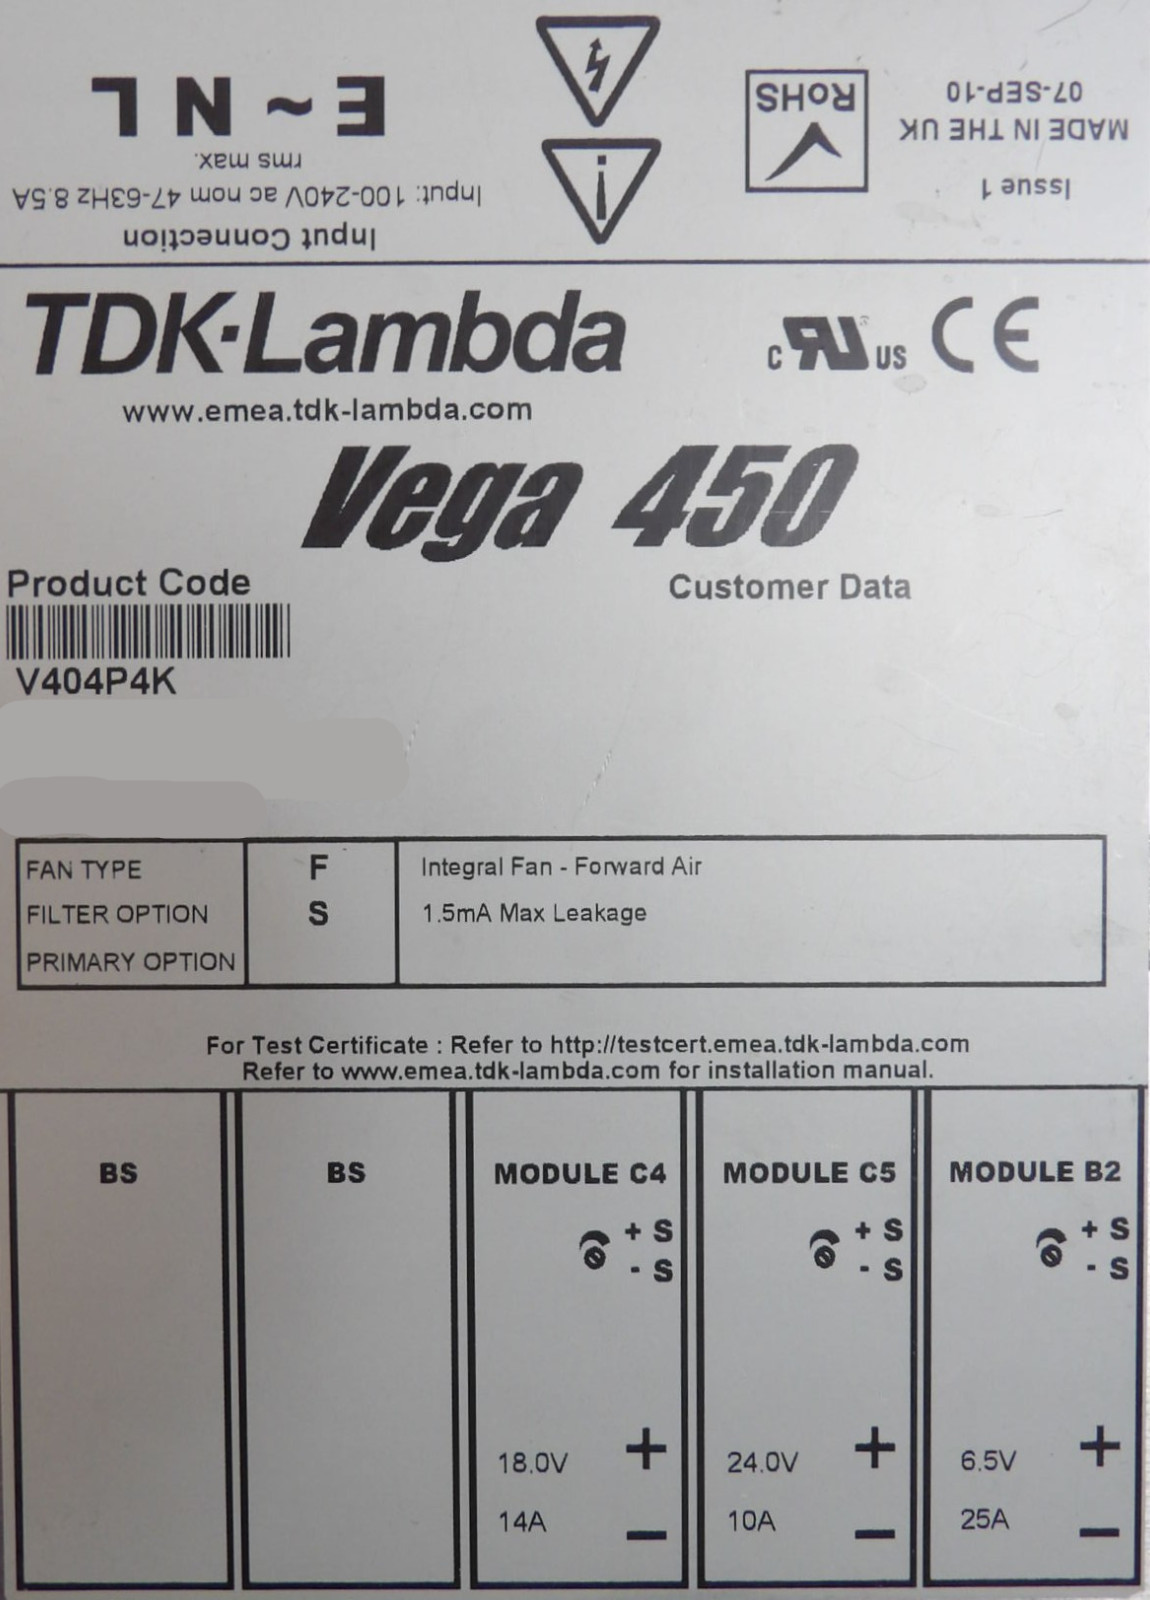 Input Connection
Input: 100-240V ac nom 47-63Hz 8.5A
rms max.
E ~ N L
Issue 1
MADE IN THE UK
07-SEP-10
RoHS
TDK·Lambda
www.emea.tdk-lambda.com
C RU US CE
Vega 450
Product Code
V404P4K
Customer Data
FAN TYPE F Integral Fan - Forward Air
FILTER OPTION S 1.5mA Max Leakage
PRIMARY OPTION
For Test Certificate : Refer to http://testcert.emea.tdk-lambda.com
Refer to www.emea.tdk-lambda.com for installation manual.
BS
BS
MODULE C4
+ S
- S
18.0V +
14A −
MODULE C5
+ S
- S
24.0V +
10A −
MODULE B2
+ S
- S
6.5V +
25A −